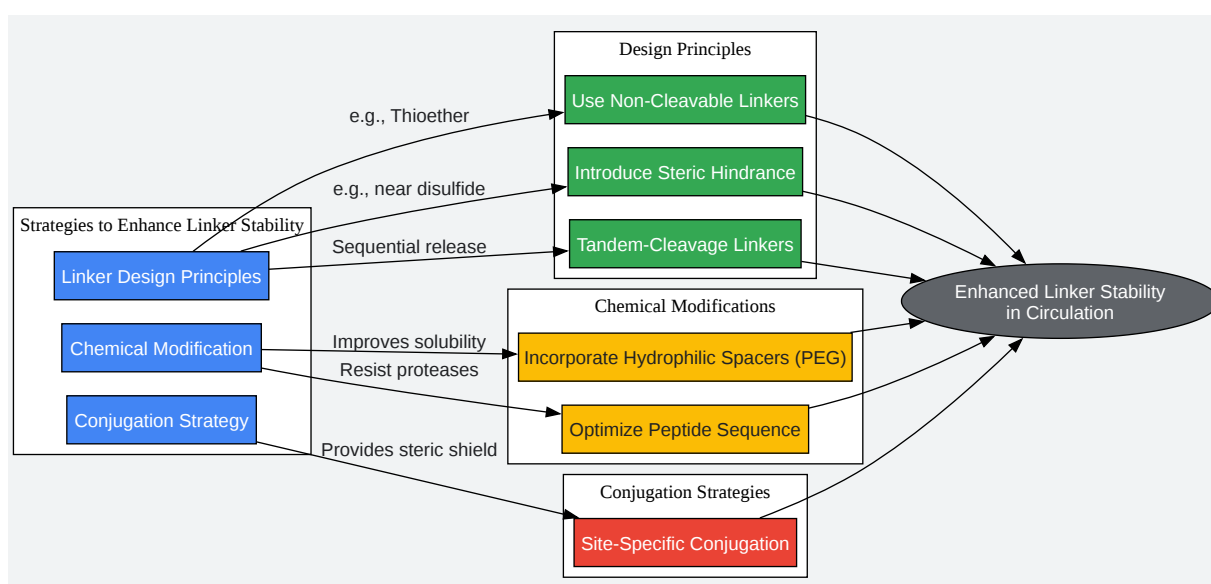 Design Principles
Use Non-Cleavable Linkers
e.g., Thioether
Introduce Steric Hindrance
e.g., near disfulfide
Strategies to Enhance Linker Stability
Sequential release
Tandem-Cleavage Linkers
Linker Design Principles
Enhanced Linker Stability
in Circulation
Chemical Modifications
Chemical Modification
Improves solubility
Incorporate Hydrophilic Spacers (PEG)
Resist proteases
Conjugation Strategy
Optimize Peptide Sequence
Provides steric shield
Conjugation Strategies
Site-Specific Conjugation